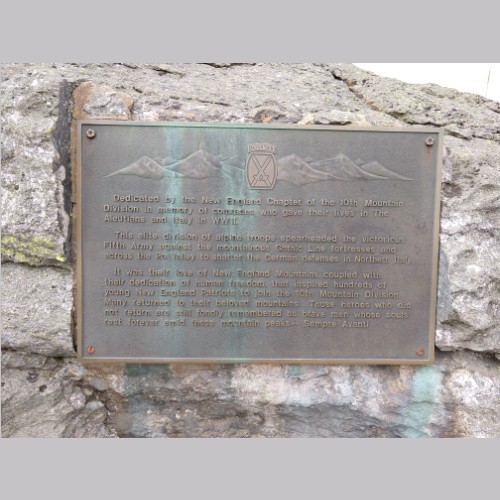 MOUNTAIN
Dedicated by the New England Chapter of the 10th Mountain
Division in memory of comrades who gave their lives in The
Aleutians and Italy in WW II.
This elite division of alpine troops spearheaded the victorious
Fifth Army against the mountainous Gothic Line fortresses and
across the Po Valley to shatter the German defenses in Northern Italy.
It was their love of New England Mountains coupled with
their dedication of human freedom, that inspired hundreds of
young New England Patriots to join the 10th Mountain Division.
Many returned to their beloved mountains. Those heroes who did
not return are still fondly remembered as brave men whose souls
rest forever amid these mountain peaks- Sempre Avanti